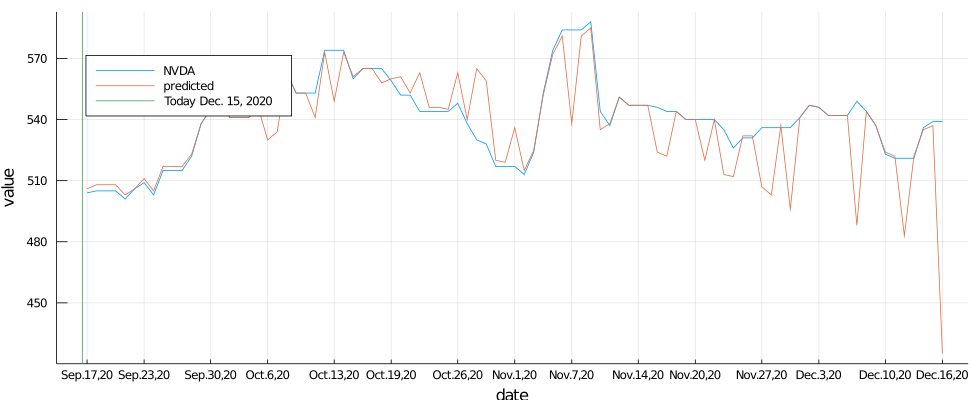 570
540
510
480
450
value
NVDA
predicted
Today Dec. 15, 2020
Sep.17,20 Sep.23,20 Sep.30,20 Oct.6,20 Oct.13,20 Oct.19,20 Oct.26,20 Nov.1,20 Nov.7,20 Nov.14,20 Nov.20,20 Nov.27,20 Dec.3,20 Dec.10,20 Dec.16,20
date